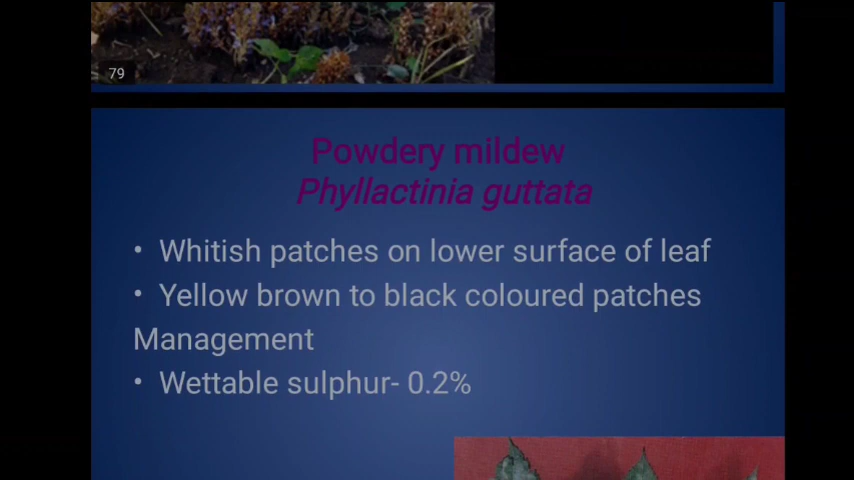 79
Powdery mildew
Phyllactinia guttata
• Whitish patches on lower surface of leaf
• Yellow brown to black coloured patches
Management
• Wettable sulphur- 0.2%